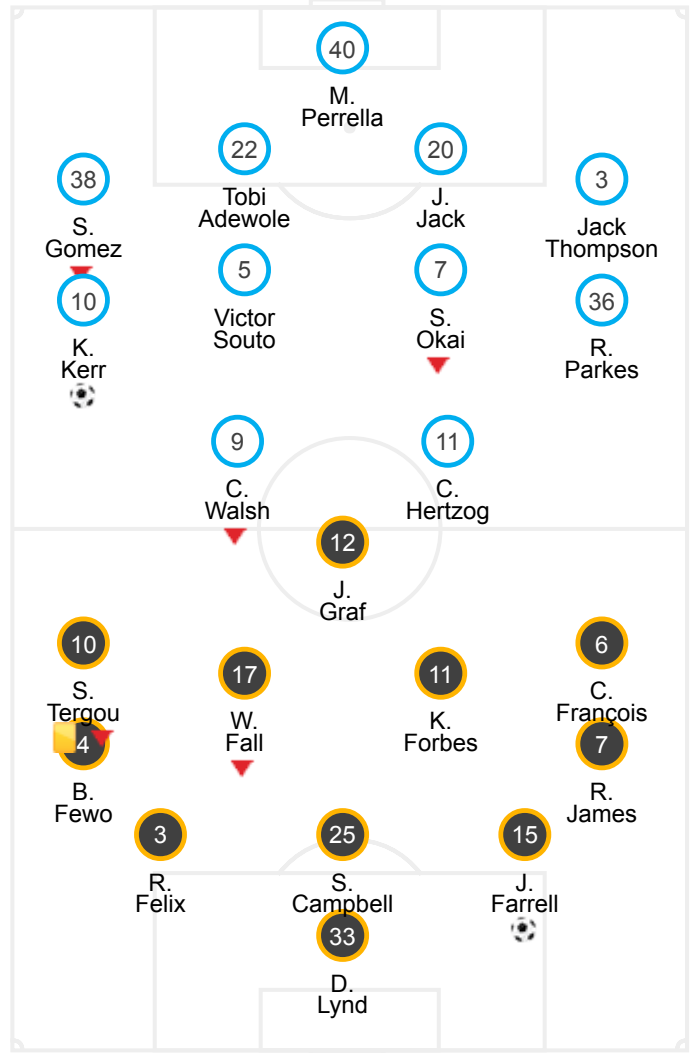 40
M.
Perrella
22
Tobi
Adewole
20
J.
Jack
38
S.
Gomez
3
Jack
Thompson
5
Victor
Souto
7
S.
Okai
10
K.
Kerr
36
R.
Parkes
9
C.
Walsh
11
C.
Hertzog
12
J.
Graf
10
S.
Tergou
6
C.
François
17
W.
Fall
11
K.
Forbes
4
B.
Fewo
7
R.
James
3
R.
Felix
25
S.
Campbell
15
J.
Farrell
33
D.
Lynd